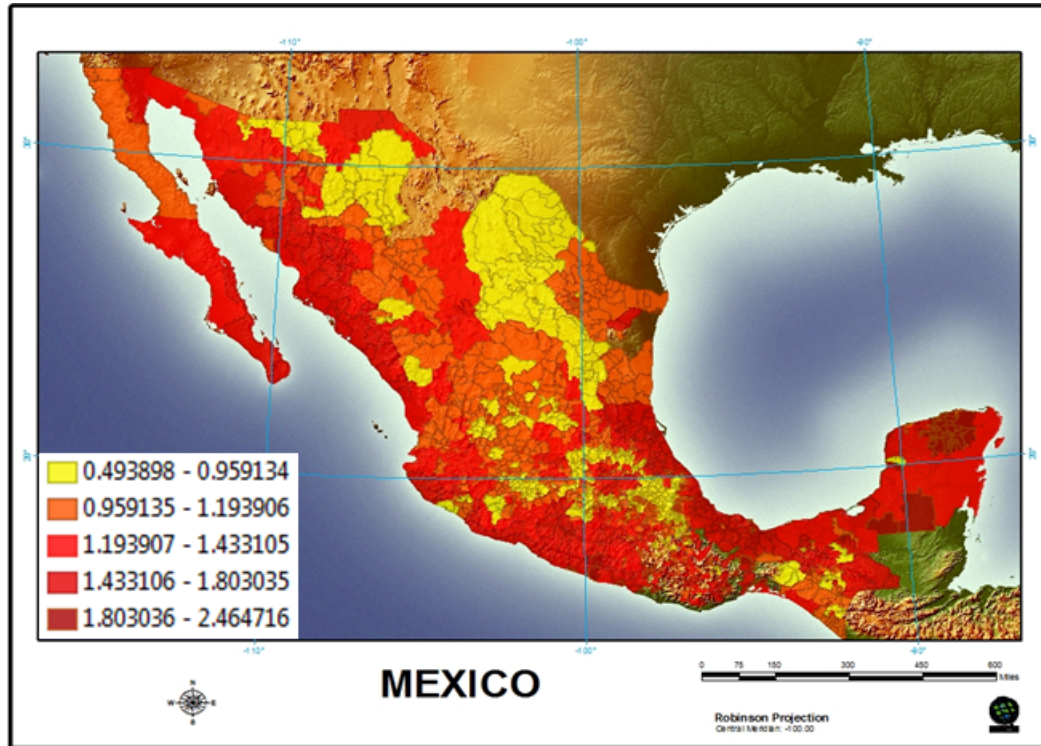 -110°
-100°
-90°
30°
30°
20°
20°
0.493898 - 0.959134
0.959135 - 1.193906
1.193907 - 1.433105
1.433106 - 1.803035
1.803036 - 2.464716
-110°
-100°
-90°
MEXICO
0 75 150 300 450 600
Miles
N
W E
S
Robinson Projection
Central Meridian: -100.00